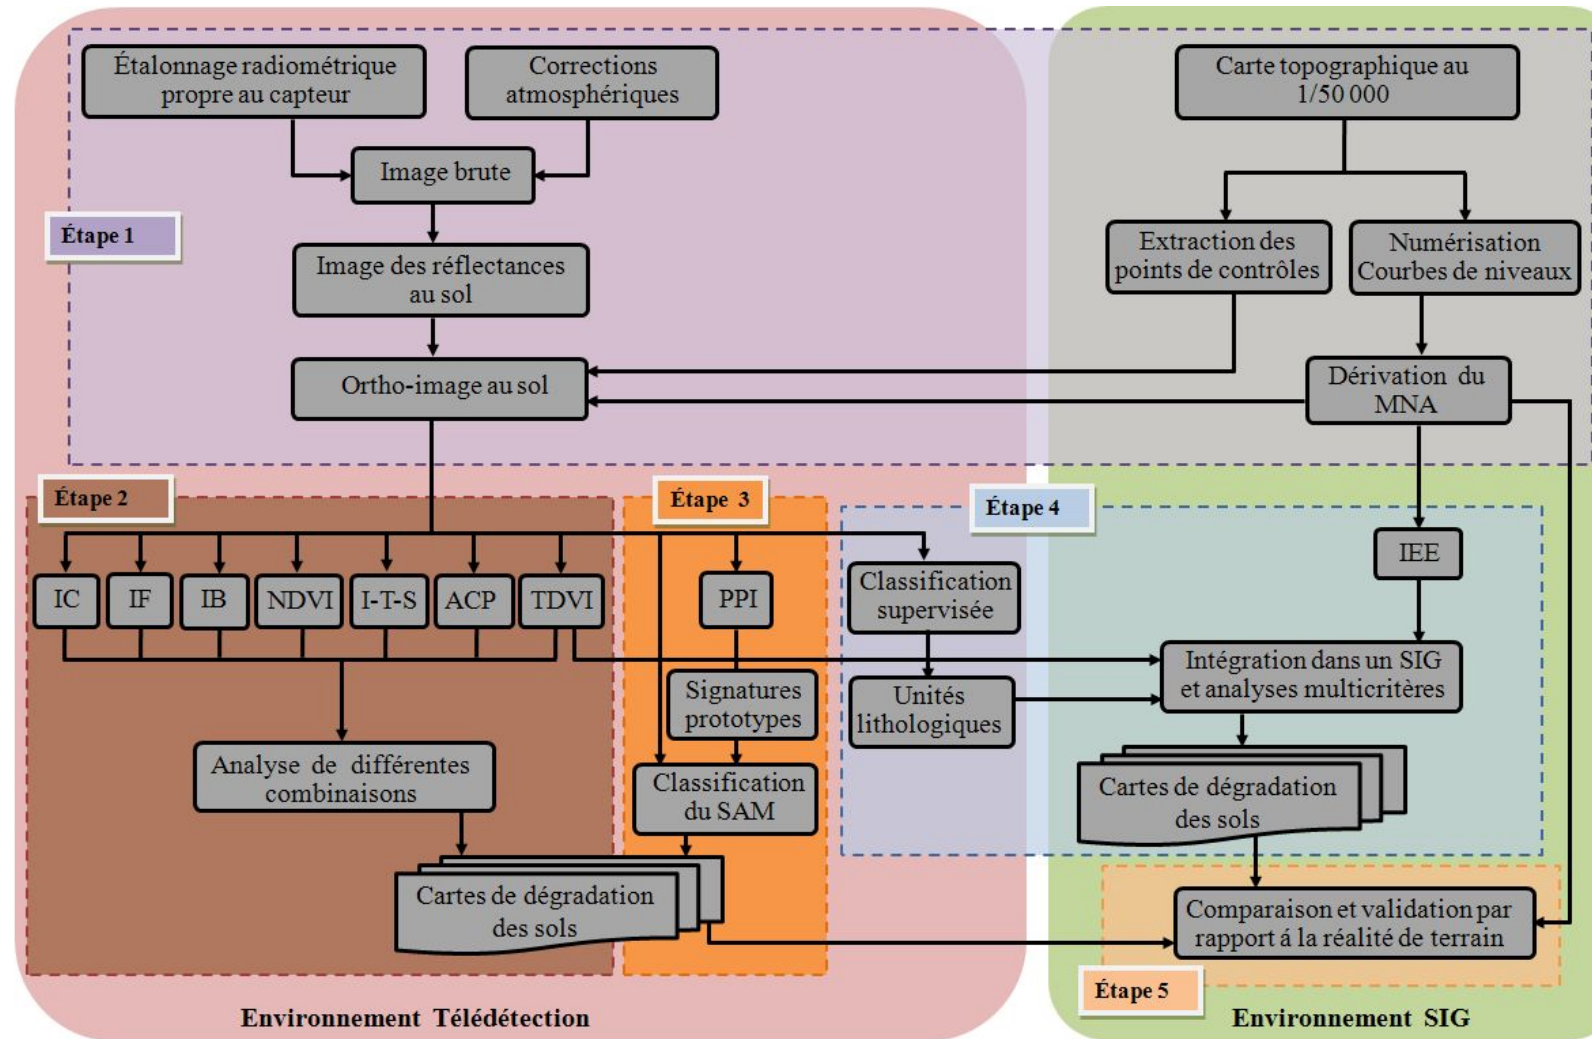 Étalonnage radiométrique
propre au capteur
Corrections
atmosphériques
Carte topographique au
1/50 000
Image brute
Étape 1
Image des réflectances
au sol
Extraction des
points de contrôles
Numérisation
Courbes de niveaux
Ortho-image au sol
Dérivation du
MNA
Étape 2
Étape 3
Étape 4
IC
IF
IB
NDVI
I-T-S
ACP
TDVI
PPI
Classification
supervisée
IEE
Signatures
prototypes
Unités
lithologiques
Intégration dans un SIG
et analyses multicritères
Analyse de différentes
combinaisons
Classification
du SAM
Cartes de dégradation
des sols
Cartes de dégradation
des sols
Comparaison et validation par
rapport á la réalité de terrain
Étape 5
Environnement Télédétection
Environnement SIG